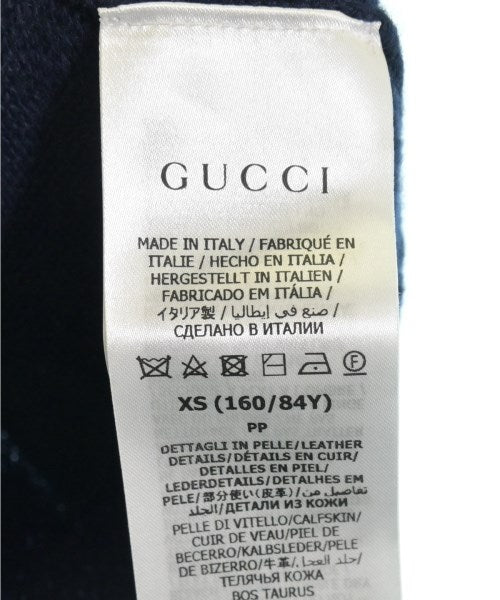 GUCCI
MADE IN ITALY / FABRIQUÉ EN
ITALIE / HECHO EN ITALIA /
HERGESTELLT IN ITALIEN /
FABRICADO EM ITÁLIA /
イタリア製 / صنع في إيطاليا /
СДЕЛАНО В ИТАЛИИ
F
XS (160/84Y)
PP
DETTAGLI IN PELLE/LEATHER
DETAILS/DÉTAILS EN CUIR/
DETALLES EN PIEL/
LEDERDETAILS/DETALHES EM
PELE/部分使い(皮革)/تفاصيل من
الجلد/ДЕТАЛИ ИЗ КОЖИ
PELLE DI VITELLO/CALFSKIN/
CUIR DE VEAU/PIEL DE
BECERRO/KALBSLEDER/PELE
DE BIZERRO/牛革/جلد العجل/
ТЕЛЯЧЬЯ КОЖА
BOS TAURUS